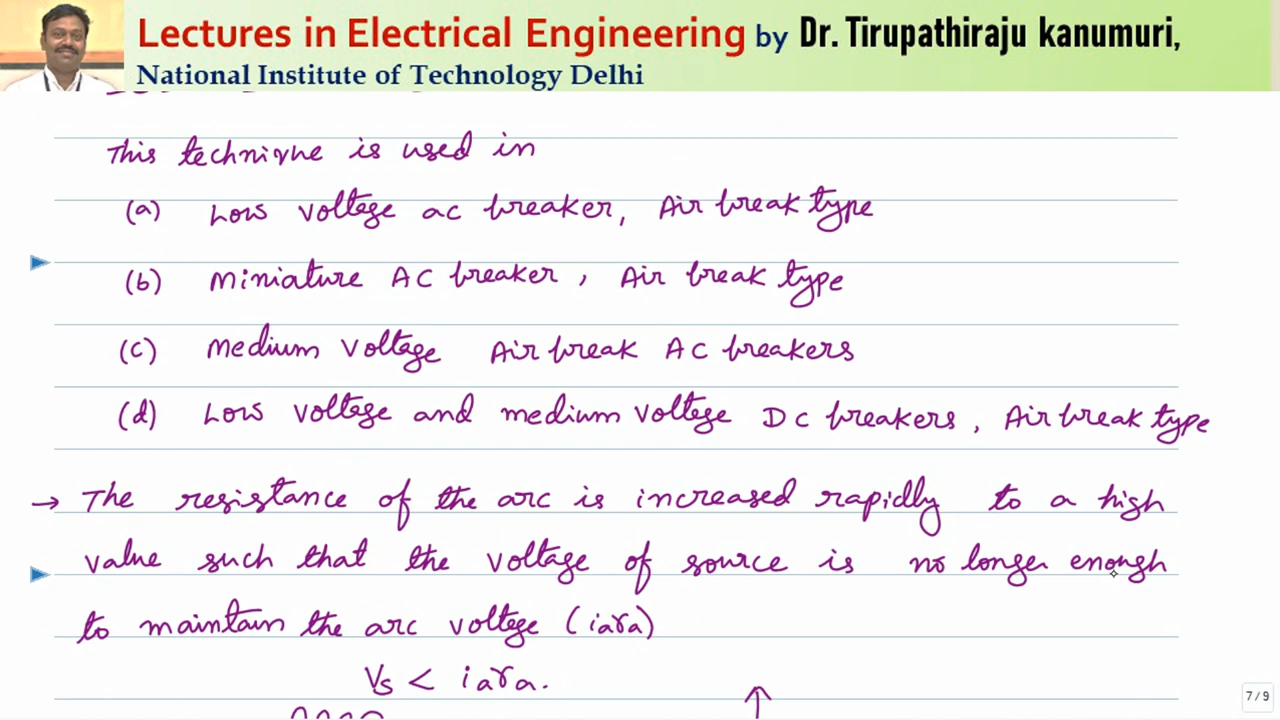 Lectures in Electrical Engineering by Dr. Tirupathiraju kanumuri,
National Institute of Technology Delhi
This technique is used in
(a) Low voltage ac breaker, Air break type
(b) Miniature AC breaker, Air break type
(c) Medium voltage Air break AC breakers
(d) Low voltage and medium voltage DC breakers, Air break type
→ The resistance of the arc is increased rapidly to a high
value such that the voltage of source is no longer enough
to maintain the arc voltage (iara)
Vs < iara.
7 / 9